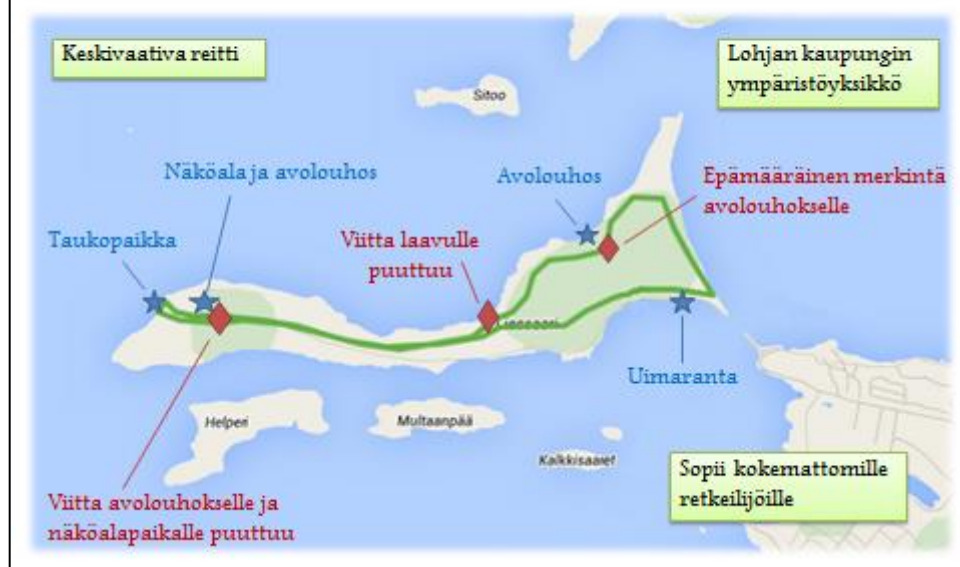 Keskivaativa reitti
Lohjan kaupungin
ympäristöyksikkö
Sitoo
Näköala ja avolouhos
Avolouhos
Epämääräinen merkintä
avolouhokselle
Taukopaikka
Viitta laavulle
puuttuu
Uimaranta
Helperi
Multaanpää
Kalkkisaaret
Sopii kokemattomille
retkeilijöille
Viitta avolouhokselle ja
näköalapaikalle puuttuu